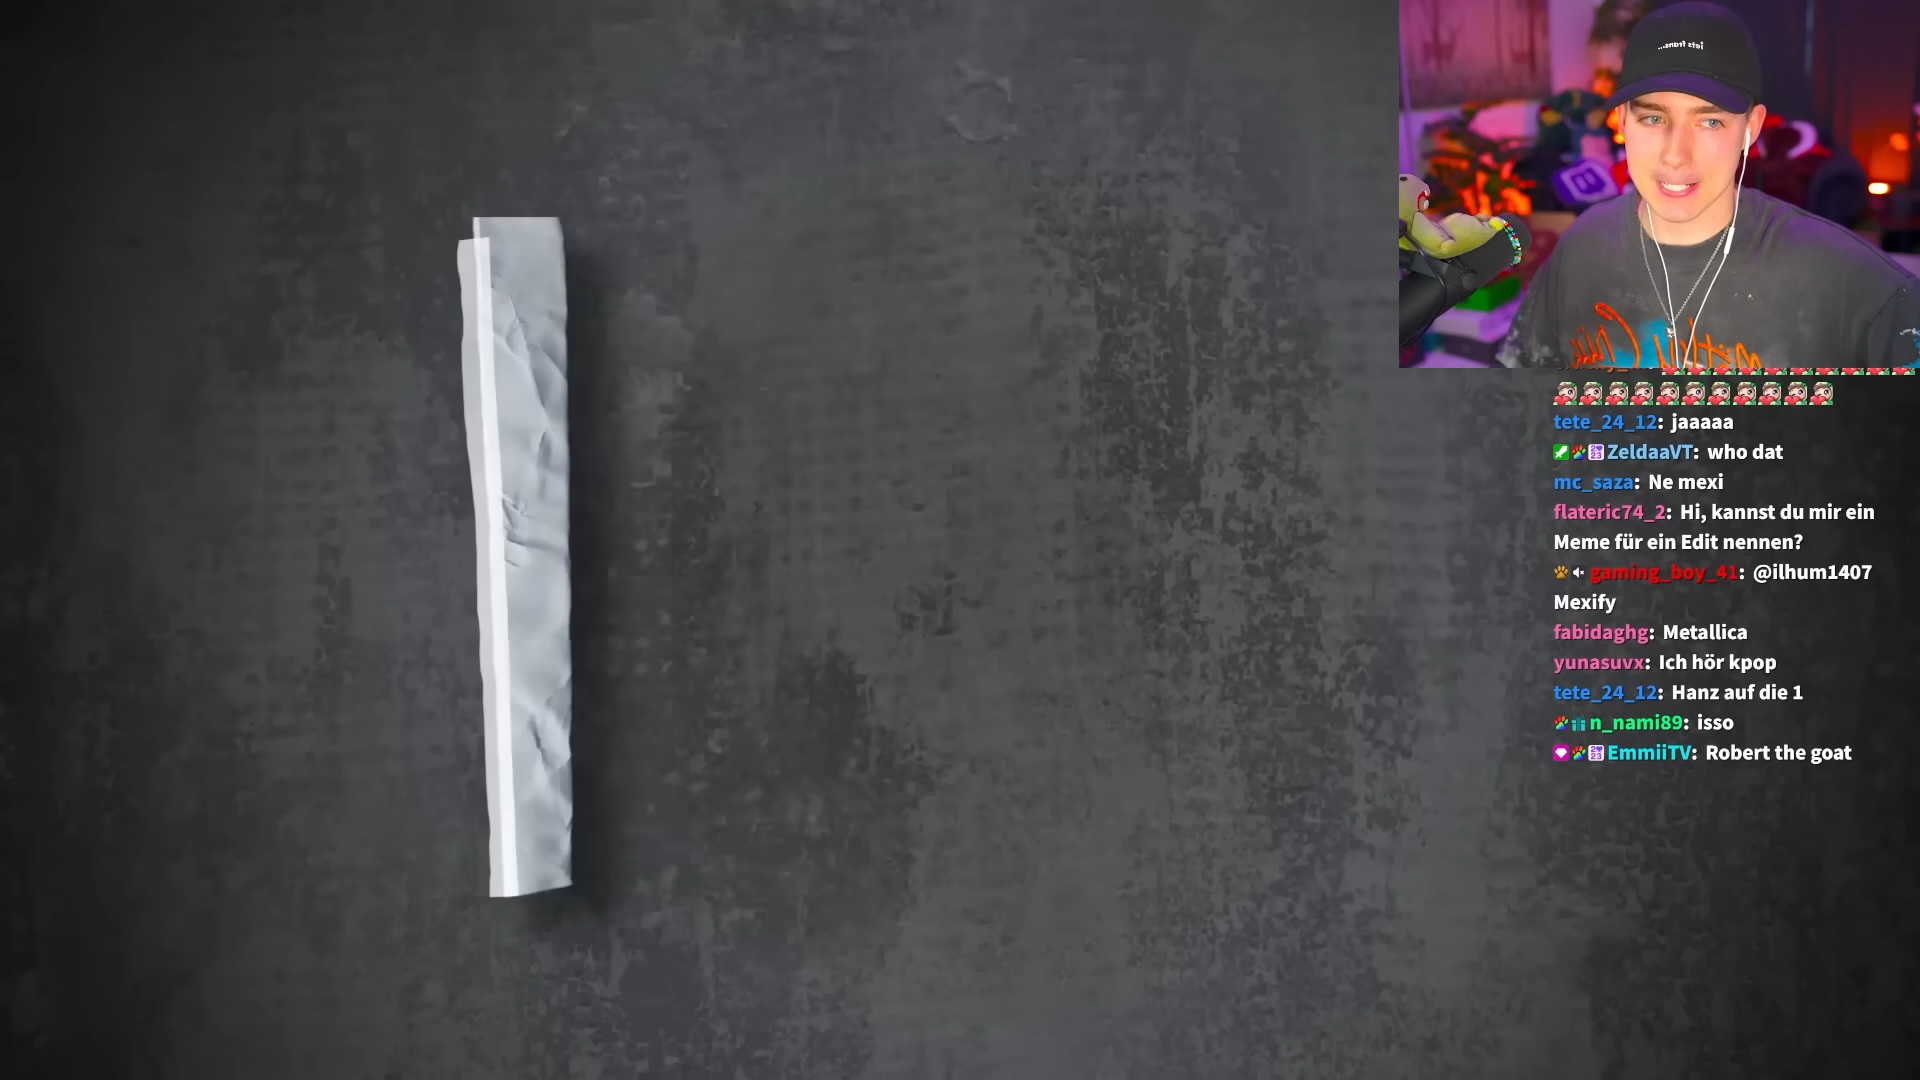 tete_24_12: jaaaaa
ZeldaaVT: who dat
mc_saza: Ne mexi
flateric74_2: Hi, kannst du mir ein
Meme für ein Edit nennen?
gaming_boy_41: @ilhum1407
Mexify
fabidaghg: Metallica
yunasuvx: Ich hör kpop
tete_24_12: Hanz auf die 1
n_nami89: isso
EmmiiTV: Robert the goat